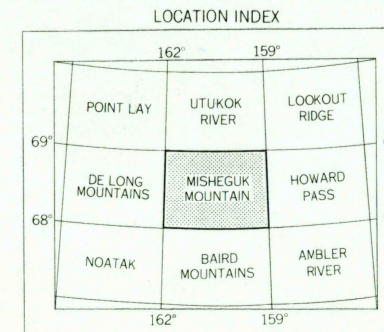 LOCATION INDEX
162° 159°
POINT LAY
UTUKOK
RIVER
LOOKOUT
RIDGE
69°
DE LONG
MOUNTAINS
MISHEGUK
MOUNTAIN
HOWARD
PASS
68°
NOATAK
BAIRD
MOUNTAINS
AMBLER
RIVER
162° 159°